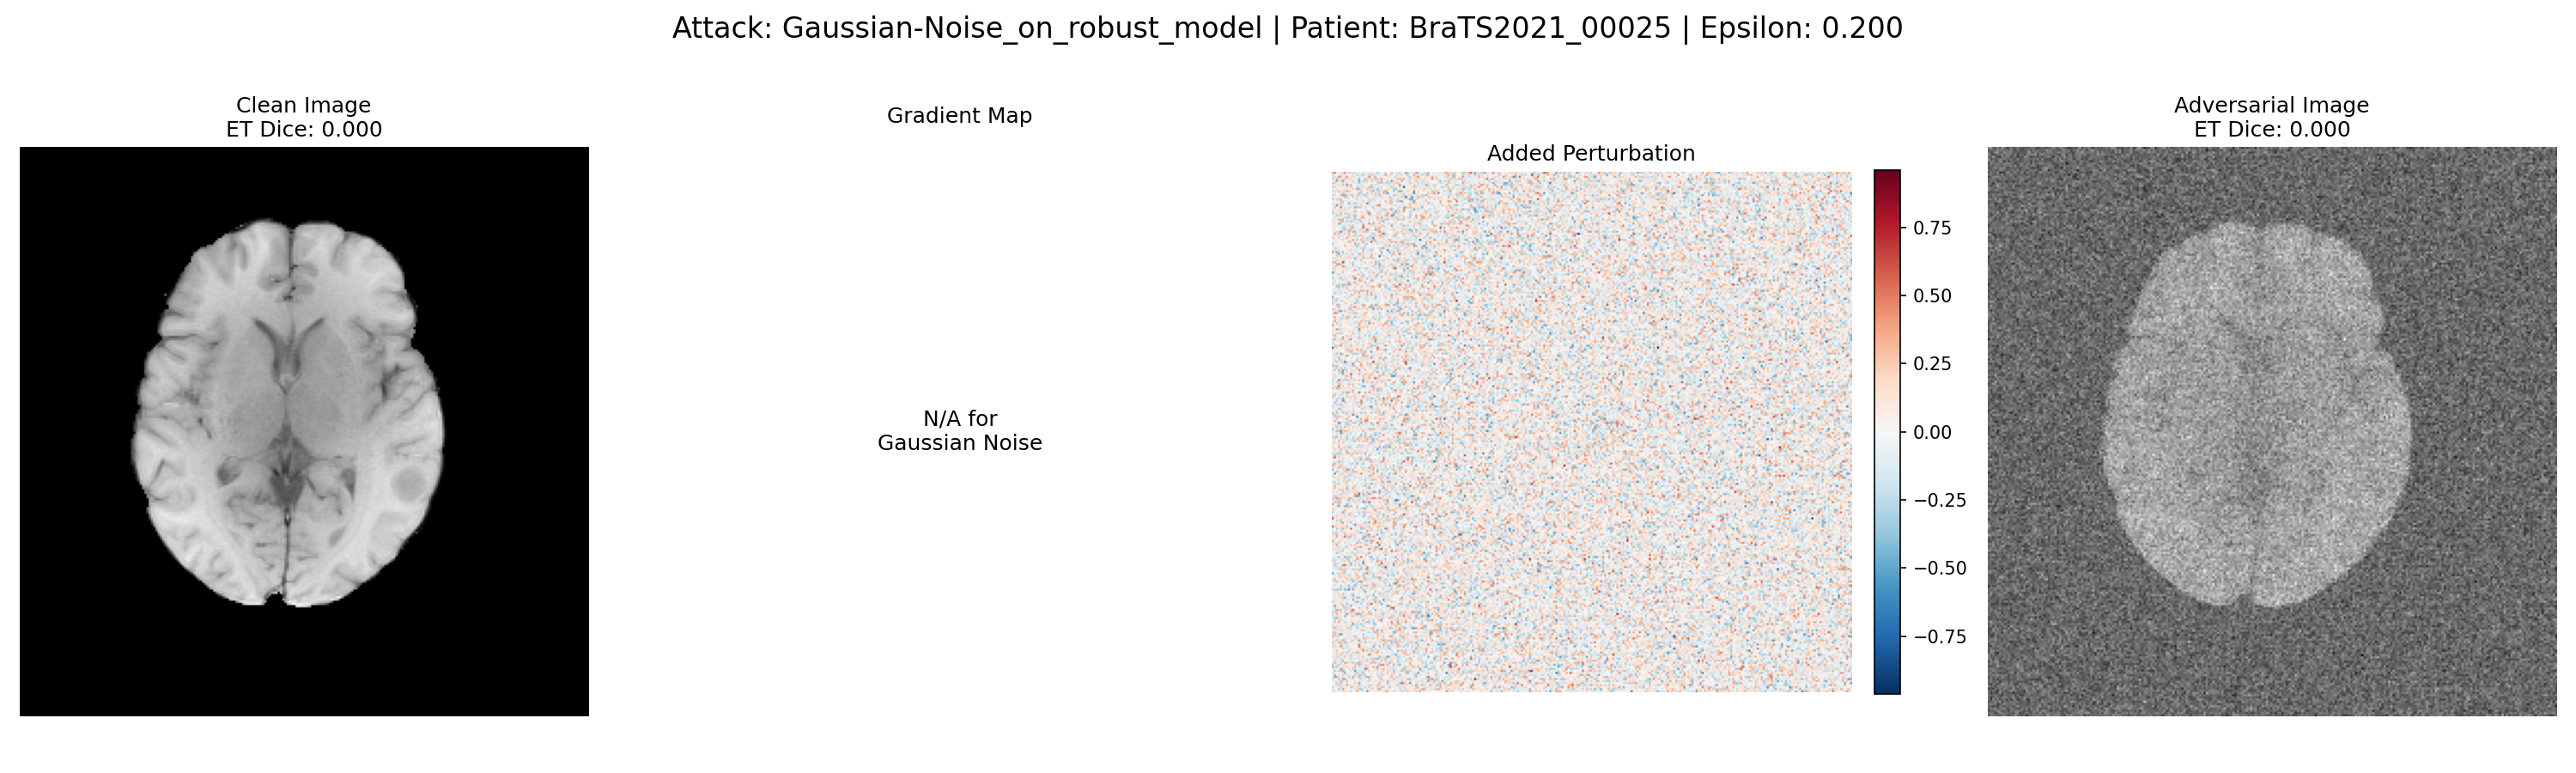 Attack: Gaussian-Noise_on_robust_model | Patient: BraTS2021_00025 | Epsilon: 0.200
Clean Image
ET Dice: 0.000
Gradient Map
N/A for
Gaussian Noise
Added Perturbation
0.75
0.50
0.25
0.00
−0.25
−0.50
−0.75
Adversarial Image
ET Dice: 0.000